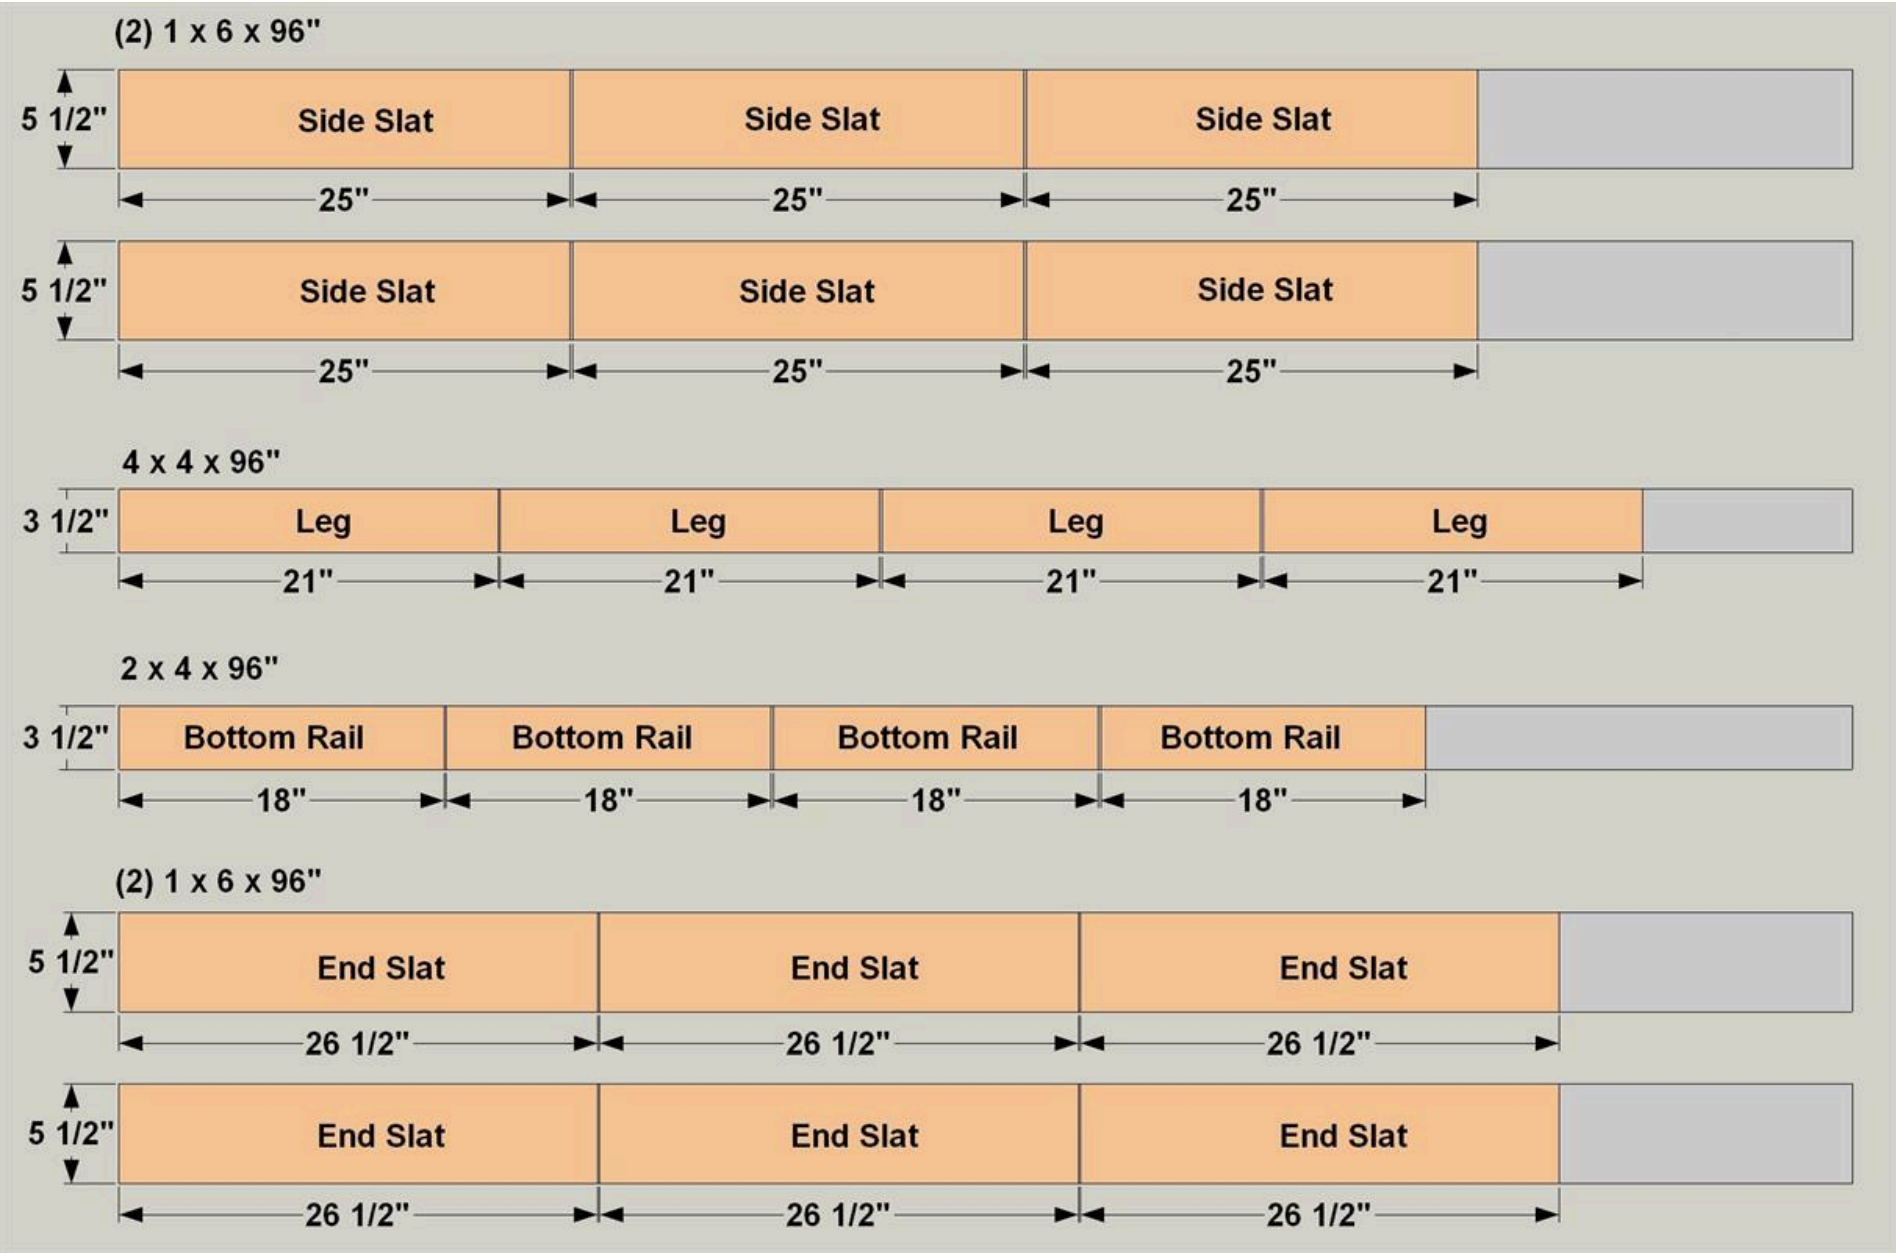 (2) 1 x 6 x 96"
5 1/2"
Side Slat Side Slat Side Slat
25" 25" 25"
5 1/2"
Side Slat Side Slat Side Slat
25" 25" 25"
4 x 4 x 96"
3 1/2"
Leg Leg Leg Leg
21" 21" 21" 21"
2 x 4 x 96"
3 1/2"
Bottom Rail Bottom Rail Bottom Rail Bottom Rail
18" 18" 18" 18"
(2) 1 x 6 x 96"
5 1/2"
End Slat End Slat End Slat
26 1/2" 26 1/2" 26 1/2"
5 1/2"
End Slat End Slat End Slat
26 1/2" 26 1/2" 26 1/2"